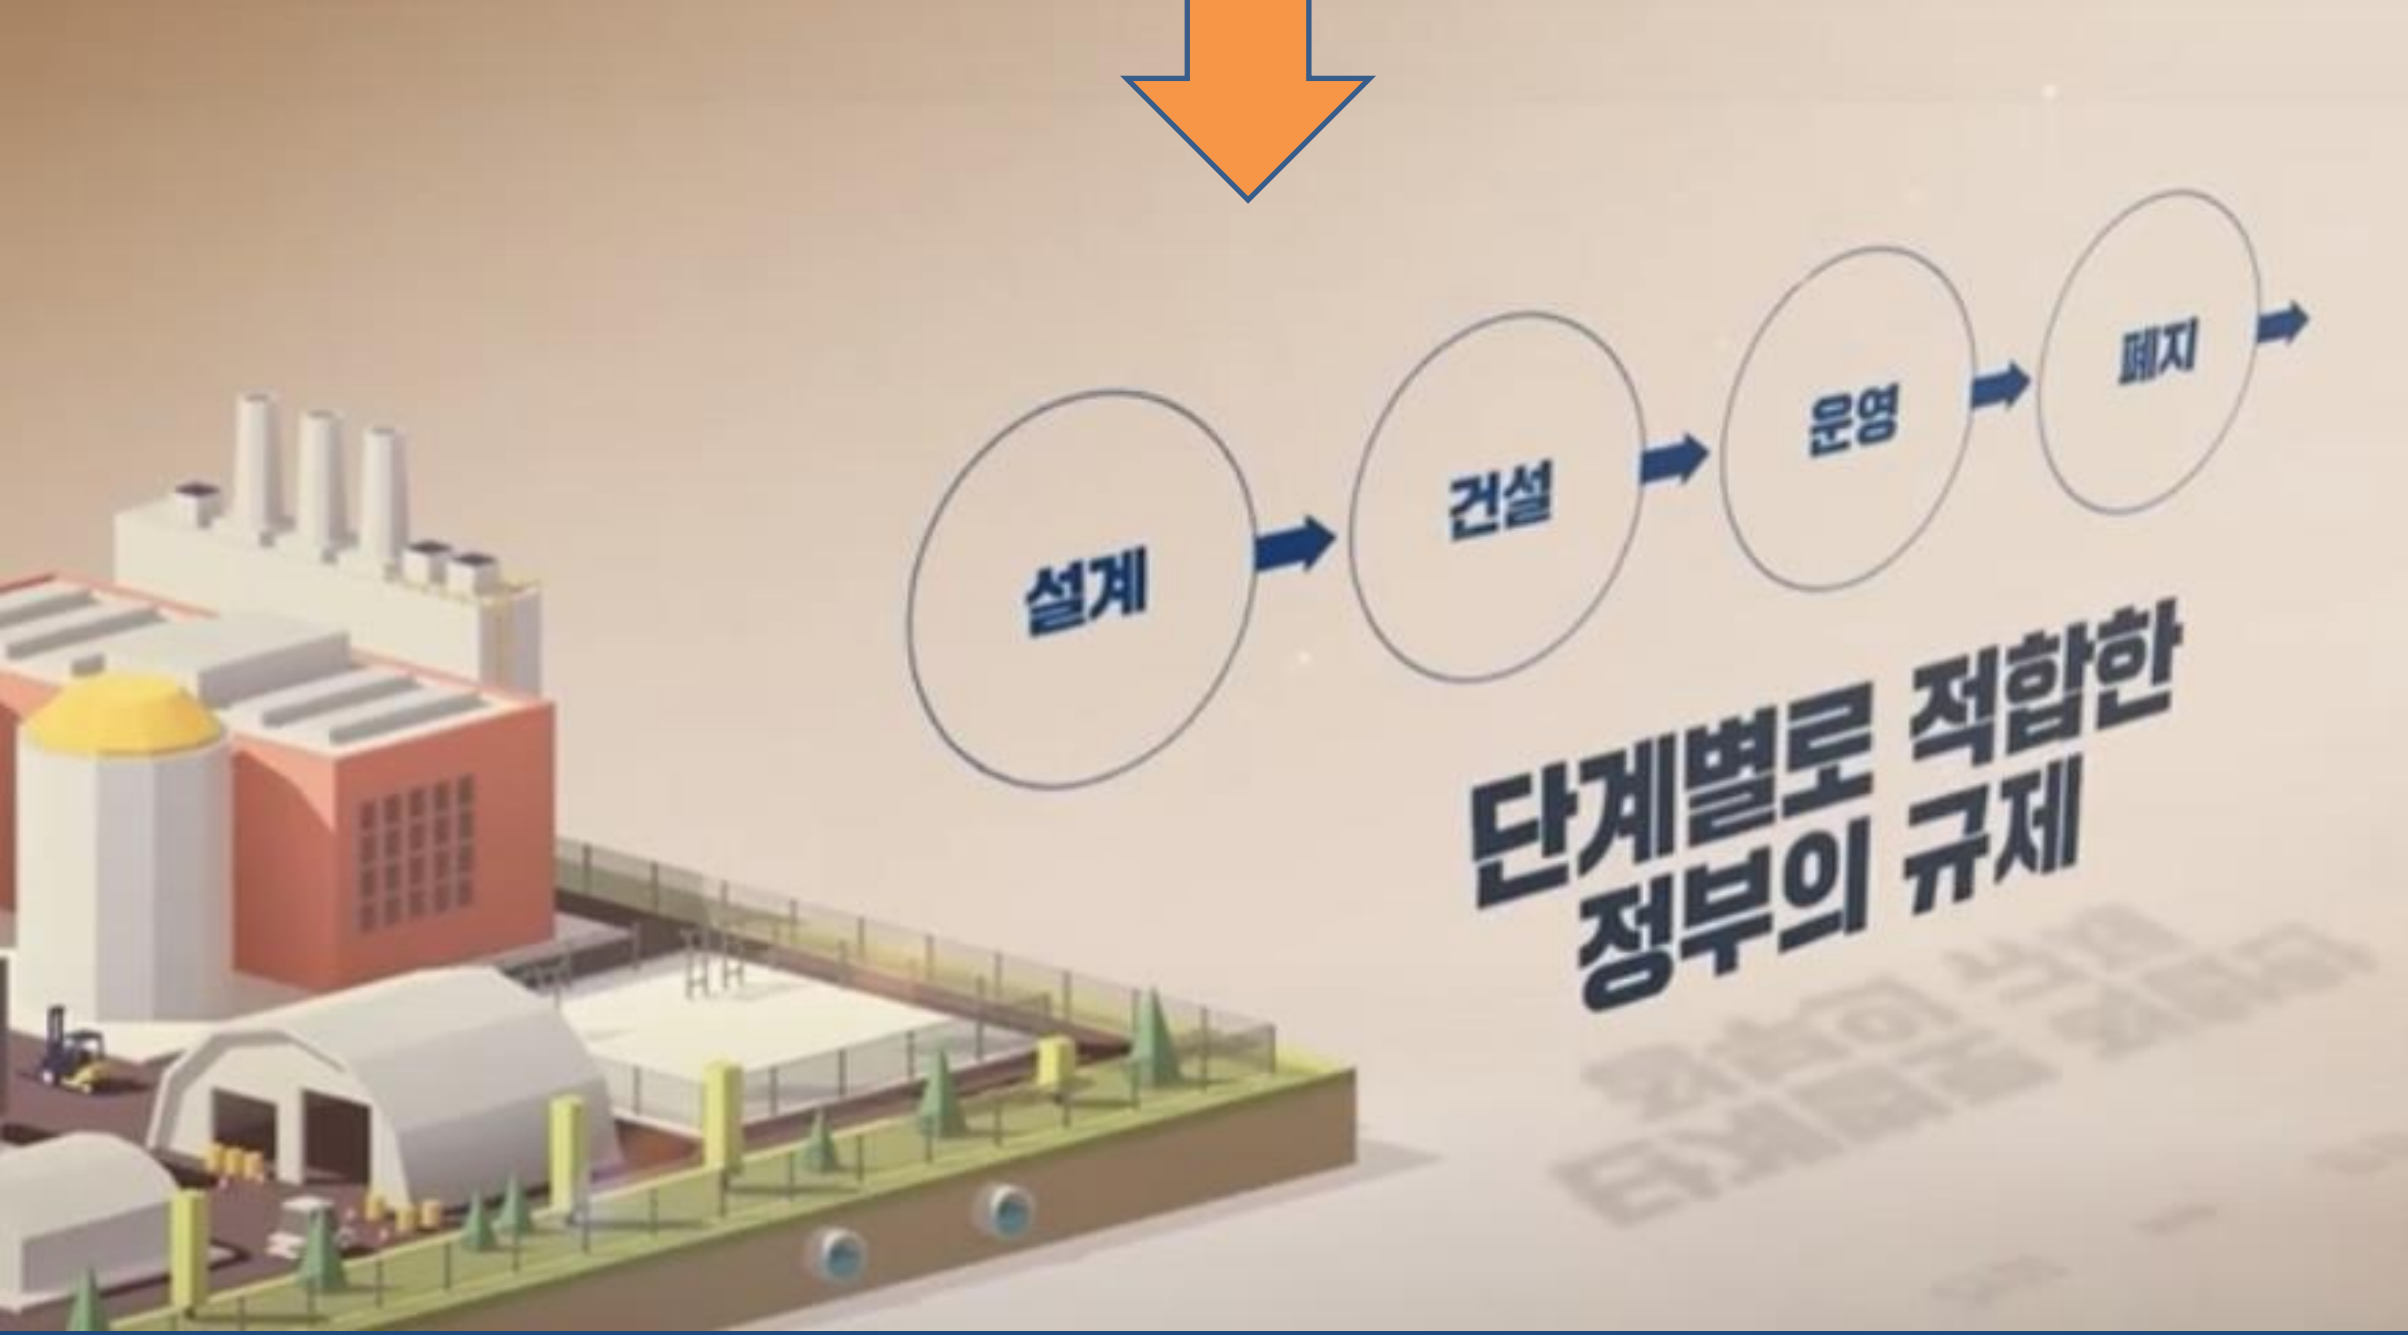 설계
건설
운영
폐지
단계별로 적합한
정부의 규제